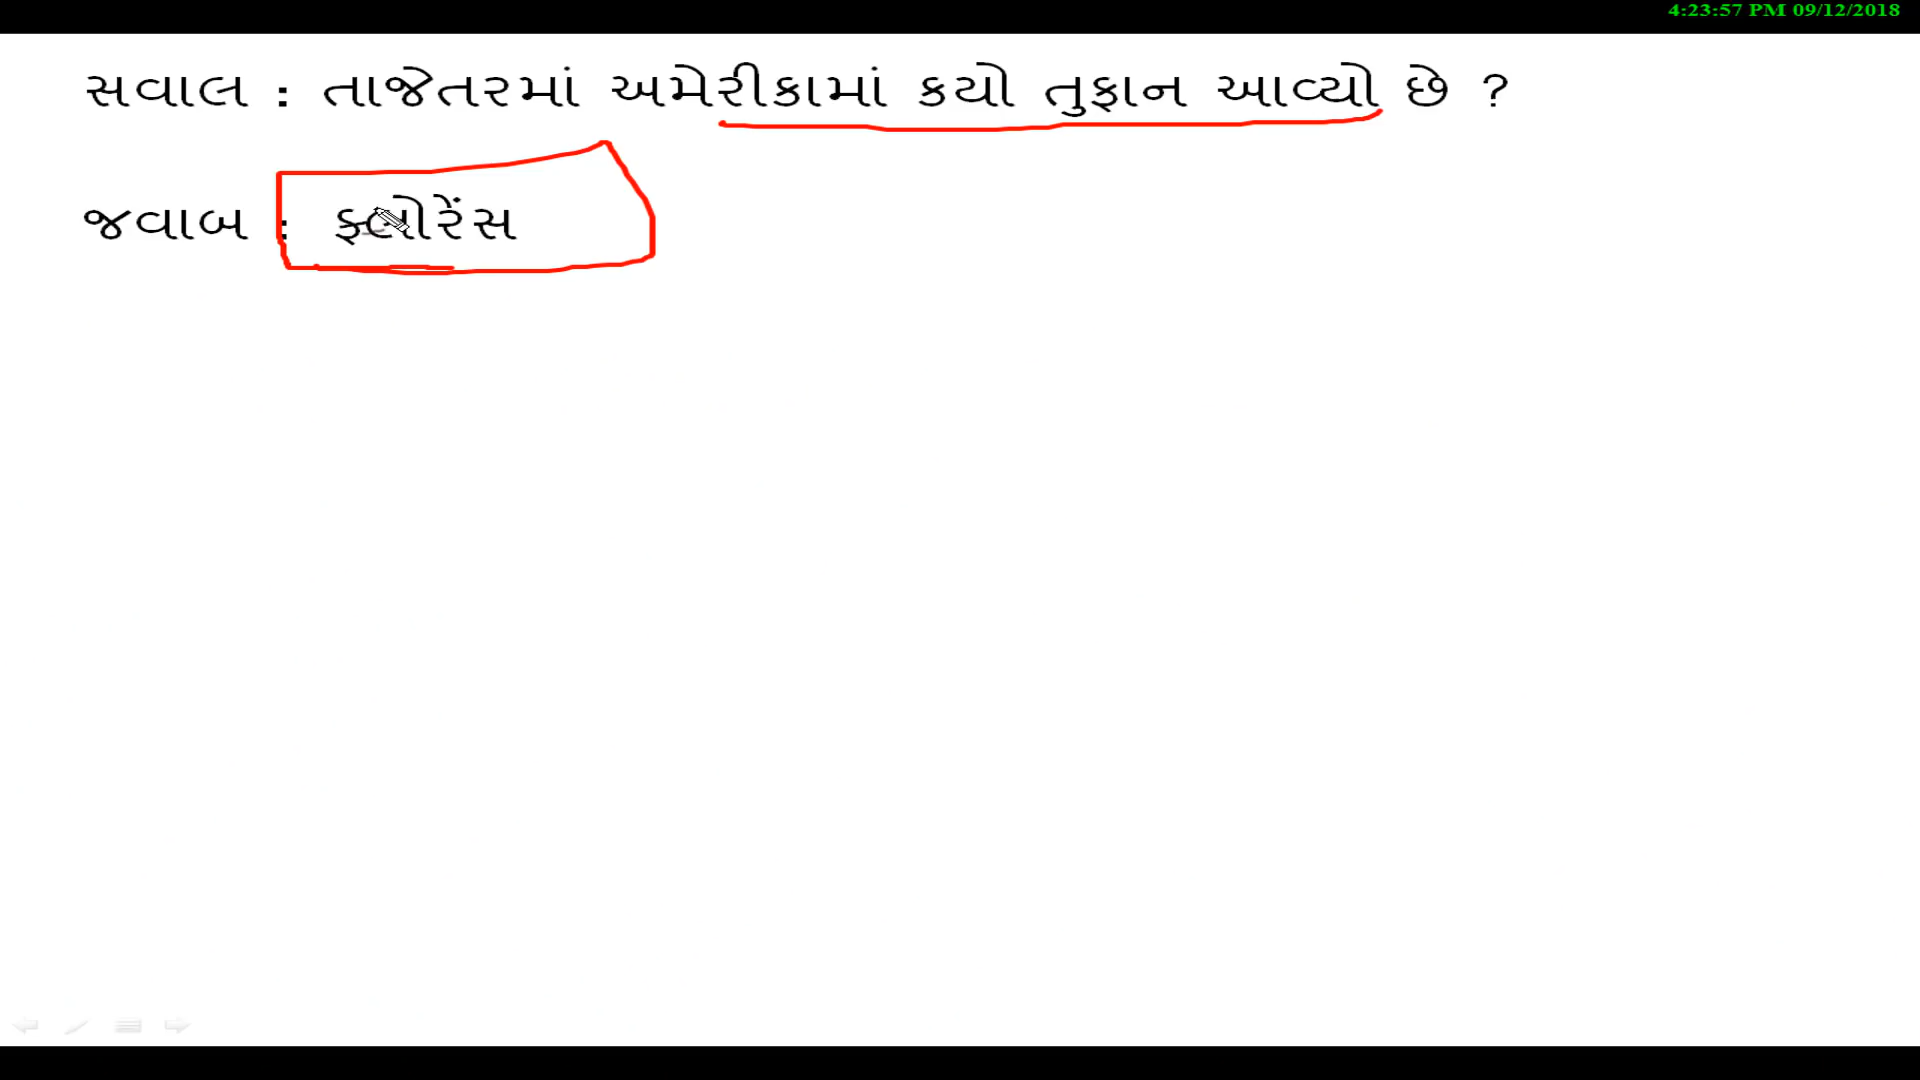 4:23:57 PM 09/12/2018
સવાલ : તાજેતરમાં અમેરીકામાં કયો તુફાન આવ્યો છે ?
જવાબ : ફ્લોરેંસ